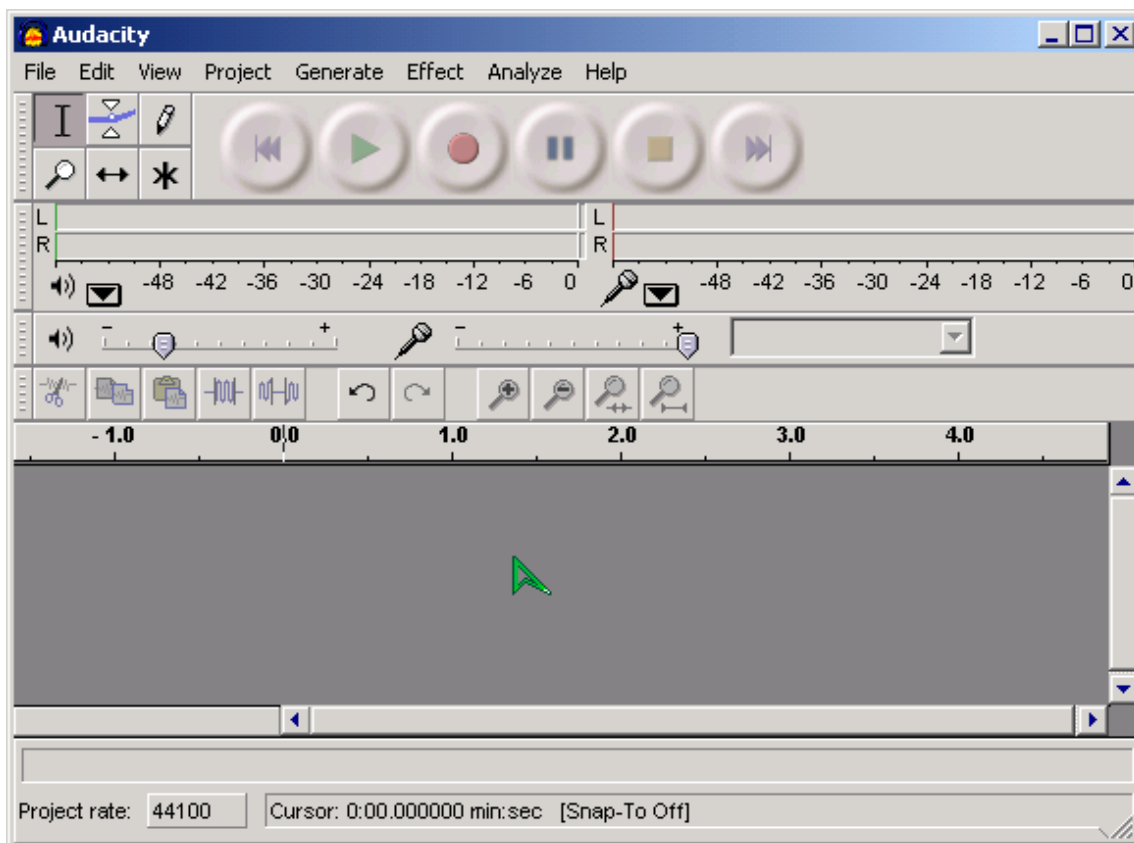 Audacity
File Edit View Project Generate Effect Analyze Help
L L
R R
-48 -42 -36 -30 -24 -18 -12 -6 0 -48 -42 -36 -30 -24 -18 -12 -6 0
- + - +
- 1.0 0.0 1.0 2.0 3.0 4.0
Project rate: 44100 Cursor: 0:00.000000 min:sec [Snap-To Off]